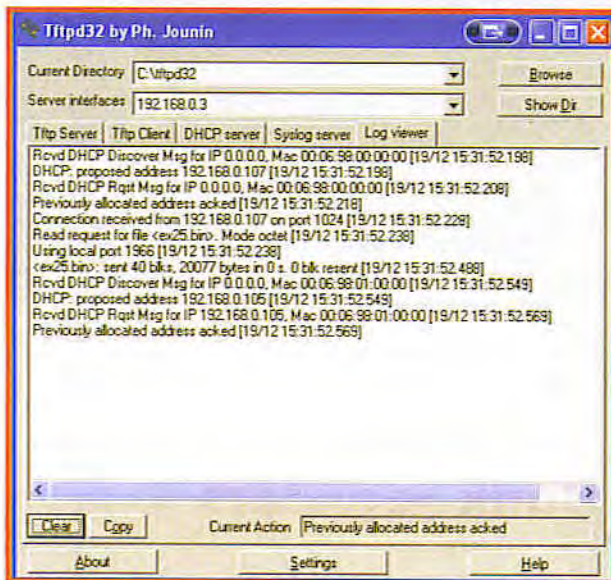 Tftpd32 by Ph. Jounin
Current Directory C:\tftpd32 Browse
Server interfaces 192.168.0.3 Show Dir
Tftp Server Tftp Client DHCP server Syslog server Log viewer
Rcvd DHCP Discover Msg for IP 0.0.0.0, Mac 00:06:98:00:00:00 [19/12 15:31:52.198]
DHCP: proposed address 192.168.0.107 [19/12 15:31:52.198]
Rcvd DHCP Rqst Msg for IP 0.0.0.0, Mac 00:06:98:00:00:00 [19/12 15:31:52.208]
Previously allocated address acked [19/12 15:31:52.218]
Connection received from 192.168.0.107 on port 1024 [19/12 15:31:52.228]
Read request for file <ex25.bin>. Mode octet [19/12 15:31:52.238]
Using local port 1966 [19/12 15:31:52.238]
<ex25.bin>: sent 40 blks, 20077 bytes in 0 s. 0 blk resent [19/12 15:31:52.488]
Rcvd DHCP Discover Msg for IP 0.0.0.0, Mac 00:06:98:01:00:00 [19/12 15:31:52.549]
DHCP: proposed address 192.168.0.105 [19/12 15:31:52.549]
Rcvd DHCP Rqst Msg for IP 192.168.0.105, Mac 00:06:98:01:00:00 [19/12 15:31:52.569]
Previously allocated address acked [19/12 15:31:52.569]
Clear Copy Current Action Previously allocated address acked
About Settings Help